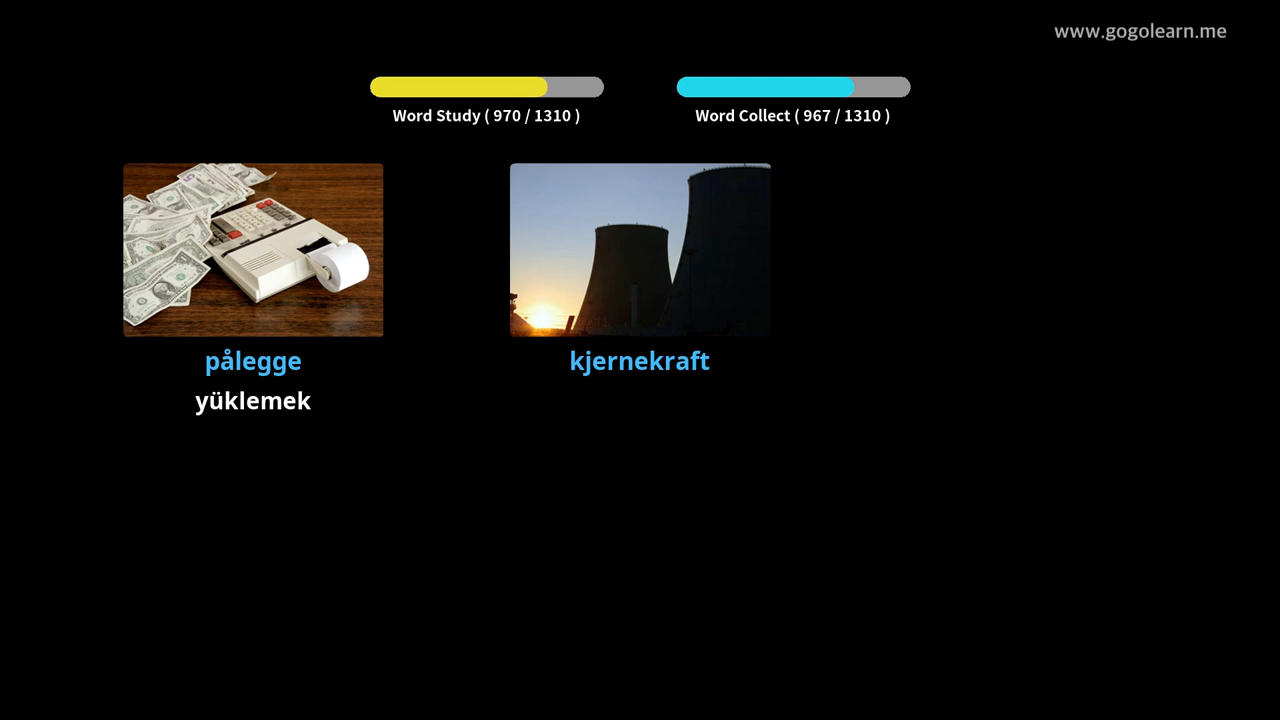 www.gogolearn.me
Word Study ( 970 / 1310 )
Word Collect ( 967 / 1310 )
pålegge
yüklemek
kjernekraft